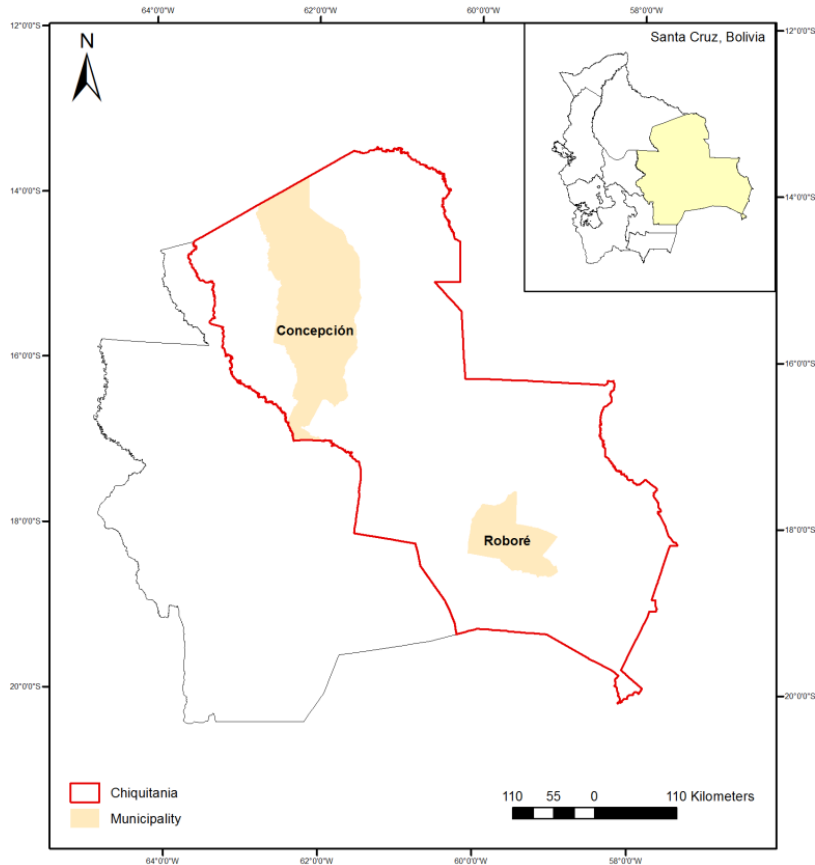 64°0'0"W 62°0'0"W 60°0'0"W 58°0'0"W
12°0'0"S
12°0'0"S
N
Santa Cruz, Bolivia
14°0'0"S
14°0'0"S
Concepción
16°0'0"S
16°0'0"S
18°0'0"S
18°0'0"S
Roboré
20°0'0"S
20°0'0"S
Chiquitania
Municipality
110 55 0 110 Kilometers
64°0'0"W 62°0'0"W 60°0'0"W 58°0'0"W